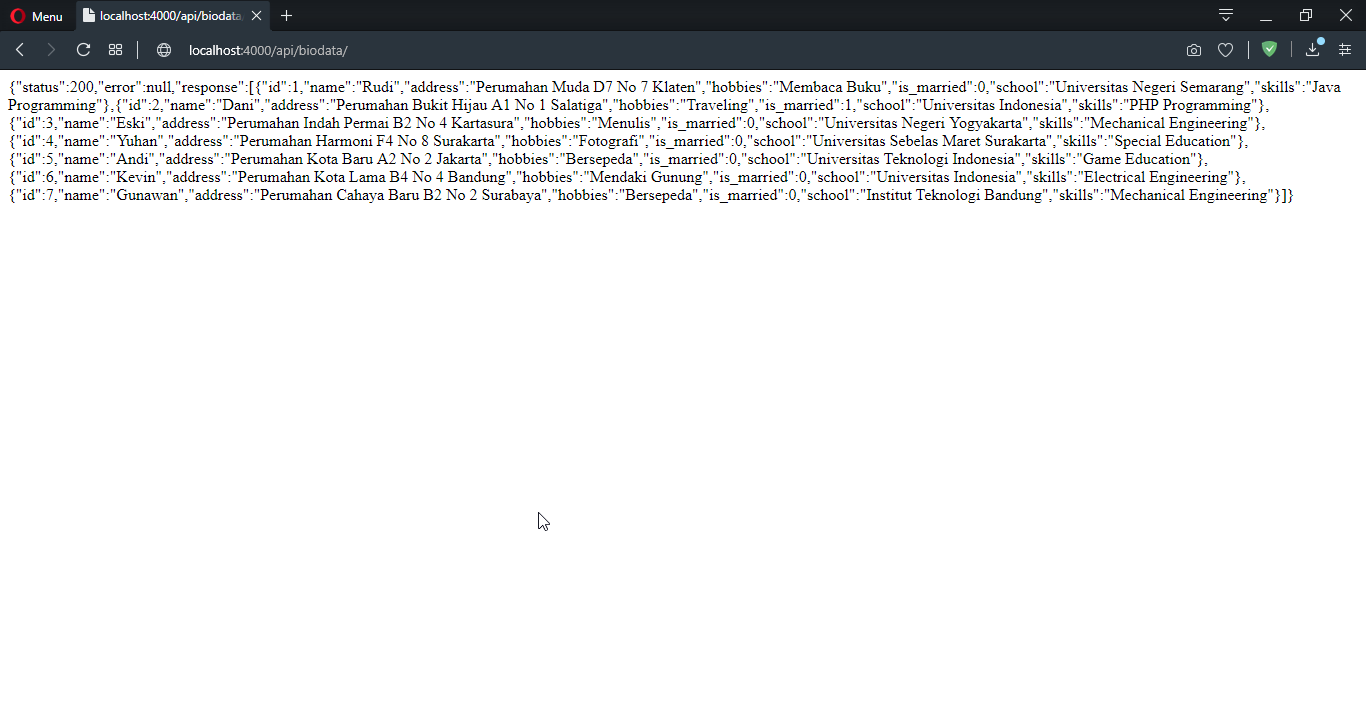 Menu
localhost:4000/api/biodata
localhost:4000/api/biodata/
{"status":200,"error":null,"response":[{"id":1,"name":"Rudi","address":"Perumahan Muda D7 No 7 Klaten","hobbies":"Membaca Buku","is_married":0,"school":"Universitas Negeri Semarang","skills":"Java
Programming"},{"id":2,"name":"Dani","address":"Perumahan Bukit Hijau A1 No 1 Salatiga","hobbies":"Traveling","is_married":1,"school":"Universitas Indonesia","skills":"PHP Programming"},
{"id":3,"name":"Eski","address":"Perumahan Indah Permai B2 No 4 Kartasura","hobbies":"Menulis","is_married":0,"school":"Universitas Negeri Yogyakarta","skills":"Mechanical Engineering"},
{"id":4,"name":"Yuhan","address":"Perumahan Harmoni F4 No 8 Surakarta","hobbies":"Fotografi","is_married":0,"school":"Universitas Sebelas Maret Surakarta","skills":"Special Education"},
{"id":5,"name":"Andi","address":"Perumahan Kota Baru A2 No 2 Jakarta","hobbies":"Bersepeda","is_married":0,"school":"Universitas Teknologi Indonesia","skills":"Game Education"},
{"id":6,"name":"Kevin","address":"Perumahan Kota Lama B4 No 4 Bandung","hobbies":"Mendaki Gunung","is_married":0,"school":"Universitas Indonesia","skills":"Electrical Engineering"},
{"id":7,"name":"Gunawan","address":"Perumahan Cahaya Baru B2 No 2 Surabaya","hobbies":"Bersepeda","is_married":0,"school":"Institut Teknologi Bandung","skills":"Mechanical Engineering"}]}